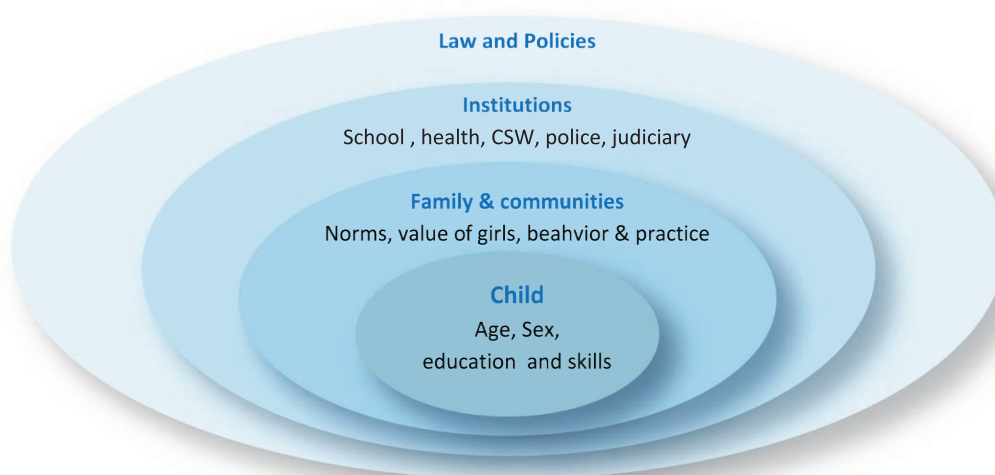 Law and Policies
Institutions
School , health, CSW, police, judiciary
Family & communities
Norms, value of girls, beahvior & practice
Child
Age, Sex,
education and skills